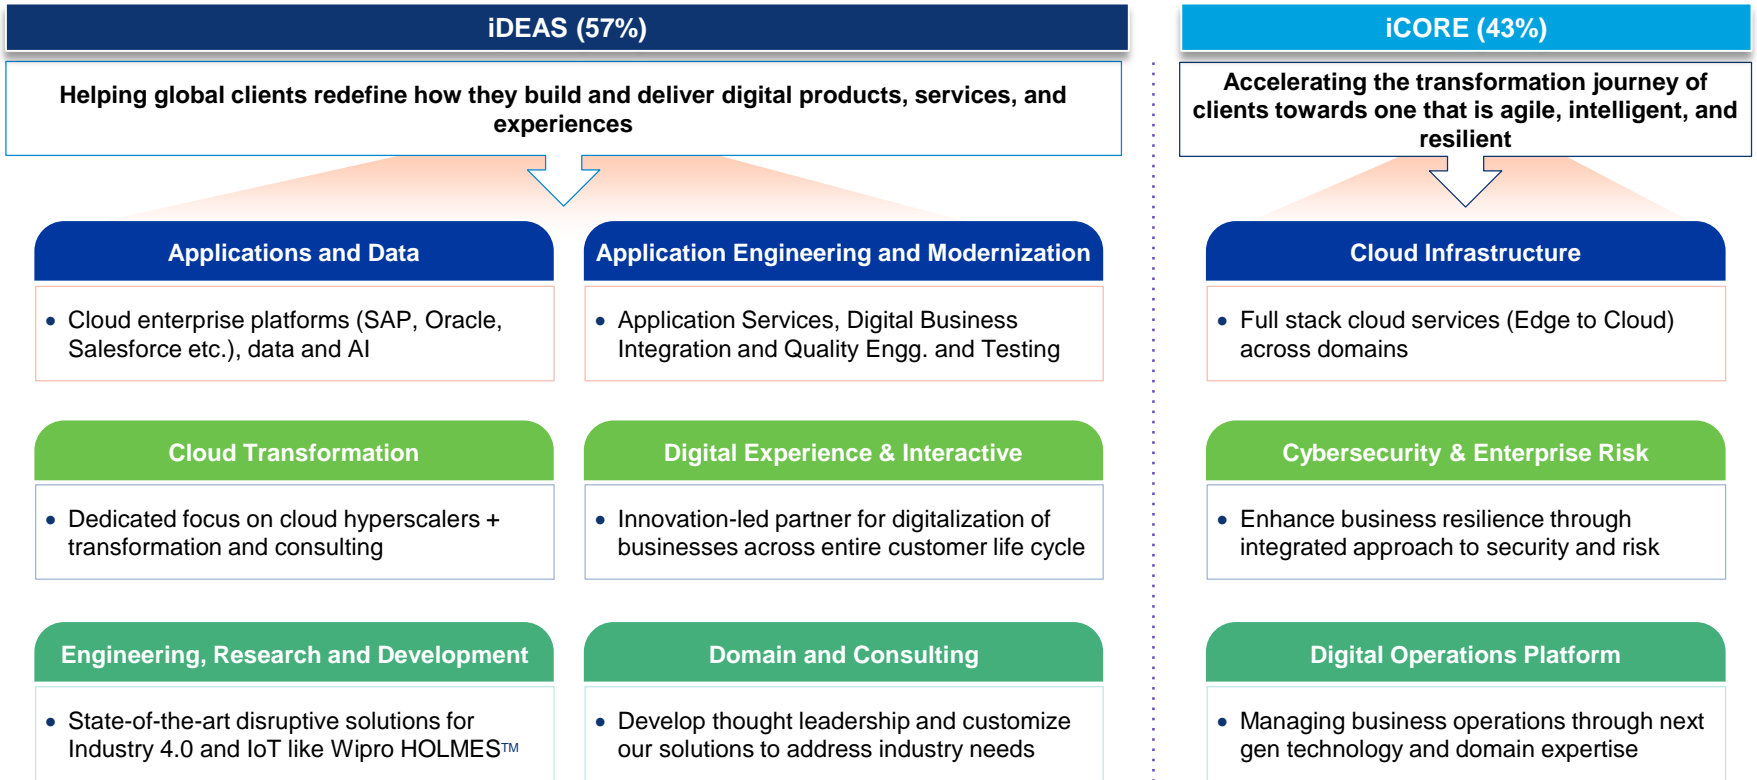 iDEAS (57%)
Helping global clients redefine how they build and deliver digital products, services, and
experiences
Applications and Data
• Cloud enterprise platforms (SAP, Oracle,
Salesforce etc.), data and AI
Application Engineering and Modernization
• Application Services, Digital Business
Integration and Quality Engg. and Testing
Cloud Transformation
• Dedicated focus on cloud hyperscalers +
transformation and consulting
Digital Experience & Interactive
• Innovation-led partner for digitalization of
businesses across entire customer life cycle
Engineering, Research and Development
• State-of-the-art disruptive solutions for
Industry 4.0 and IoT like Wipro HOLMES™
Domain and Consulting
• Develop thought leadership and customize
our solutions to address industry needs
iCORE (43%)
Accelerating the transformation journey of
clients towards one that is agile, intelligent, and
resilient
Cloud Infrastructure
• Full stack cloud services (Edge to Cloud)
across domains
Cybersecurity & Enterprise Risk
• Enhance business resilience through
integrated approach to security and risk
Digital Operations Platform
• Managing business operations through next
gen technology and domain expertise